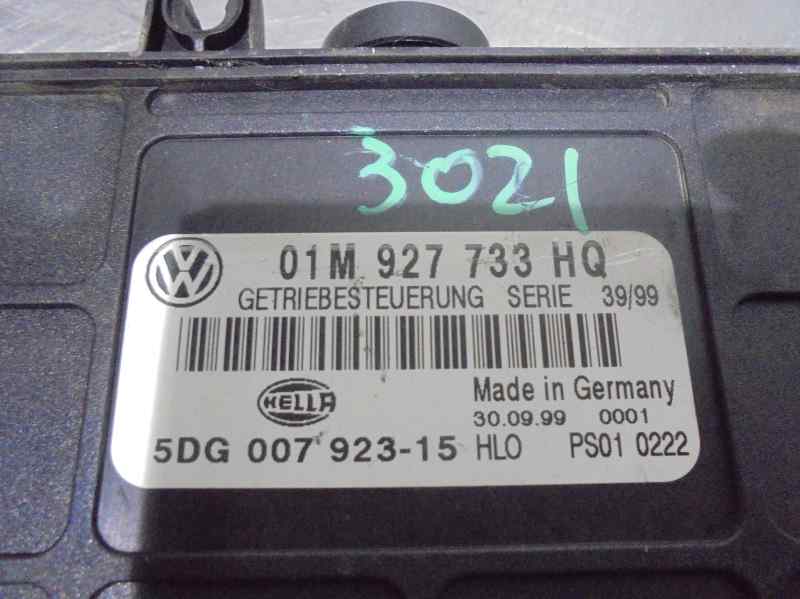 3021
01M 927 733 HQ
GETRIEBESTEUERUNG SERIE 39/99
HELLA
Made in Germany
30.09.99 0001
5DG 007 923-15 HLO PS01 0222